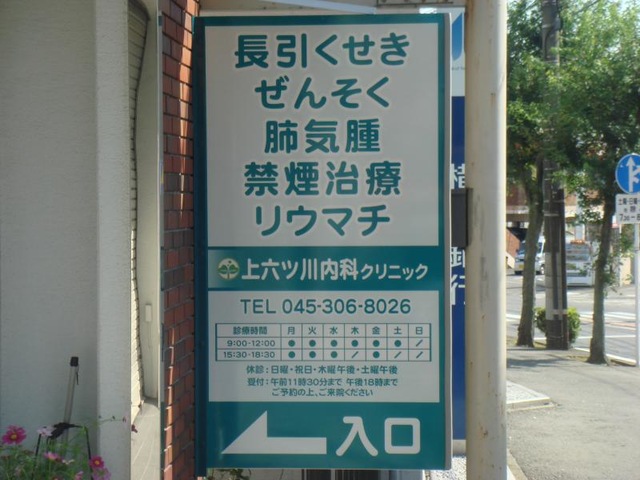 長引くせき
ぜんそく
肺気腫
禁煙治療
リウマチ
上六ツ川内科クリニック
TEL 045-306-8026
診療時間 月 火 水 木 金 土 日
9:00-12:00 ● ● ● ● ● ● /
15:30-18:30 ● ● ● / ● / /
休診：日曜・祝日・木曜午後・土曜午後
受付：午前11時30分まで 午後18時まで
ご予約の上、ご来院ください
入口
行